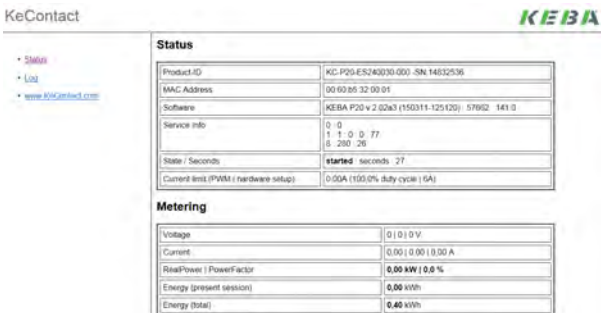 KeContact
KEBA
• Status
• Log
• www.KeContact.com
Status
Product-ID KC-P20-ES240030-000 -SN:14832536
MAC Address 00:60:b5:32:00:01
Software KEBA P20 v 2.02a3 (150311-125120) : 57662 : 141:0
Service info 0 : 0
1 : 1 : 0 : 0 : 77
8 : 280 : 26
State / Seconds started : seconds : 27
Current limit (PWM / hardware setup) 0.00A (100,0% duty cycle | 6A)
Metering
Voltage 0 | 0 | 0 V
Current 0,00 | 0,00 | 0,00 A
RealPower | PowerFactor 0,00 kW | 0,0 %
Energy (present session) 0,00 kWh
Energy (total) 0,40 kWh